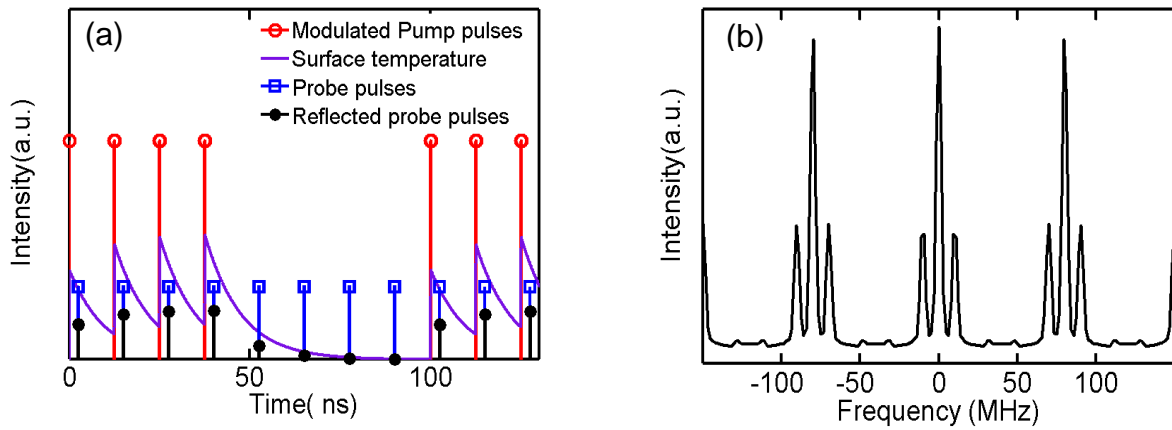 (a)
Modulated Pump pulses
Surface temperature
Probe pulses
Reflected probe pulses
Intensity(a.u.)
0 50 100
Time( ns)
(b)
Intensity(a.u.)
-100 -50 0 50 100
Frequency (MHz)